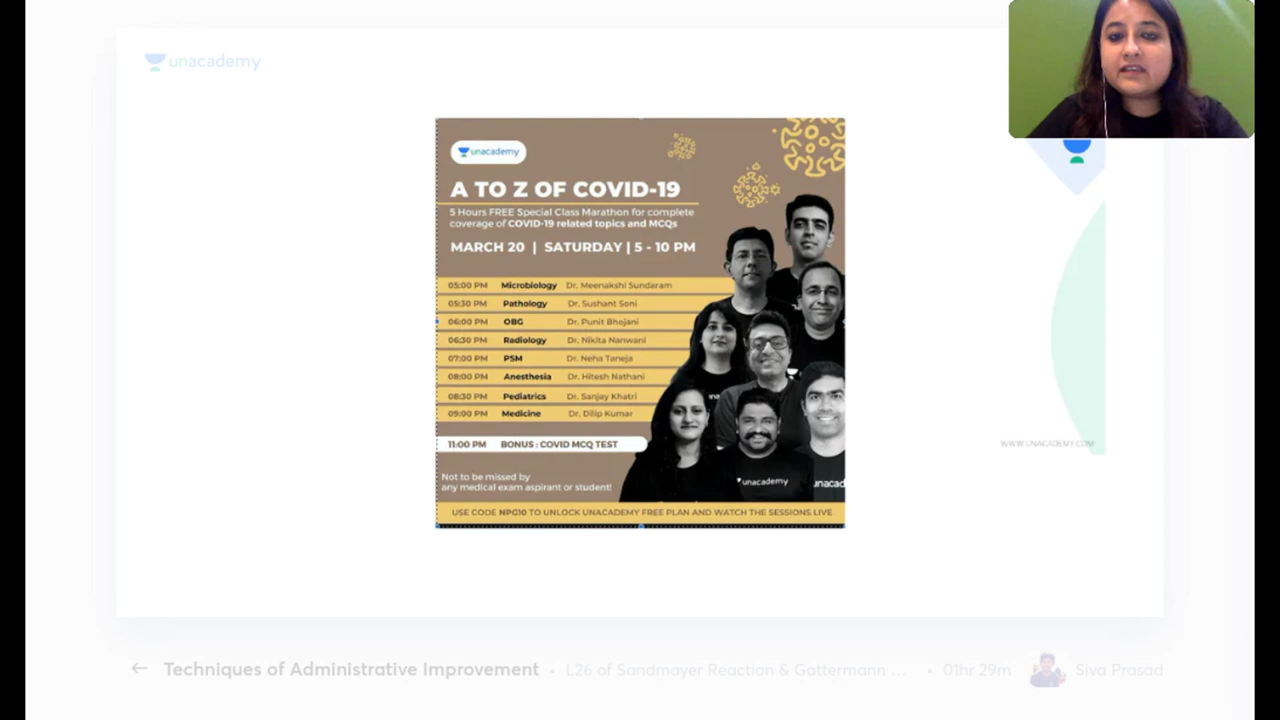 unacademy
unacademy
A TO Z OF COVID-19
5 Hours FREE Special Class Marathon for complete
coverage of COVID-19 related topics and MCQs
MARCH 20 | SATURDAY | 5 - 10 PM
05:00 PM Microbiology Dr. Meenakshi Sundaram
05:30 PM Pathology Dr. Sushant Soni
06:00 PM OBG Dr. Punit Bhojani
06:30 PM Radiology Dr. Nikita Nanwani
07:00 PM PSM Dr. Neha Taneja
08:00 PM Anesthesia Dr. Hitesh Nathani
08:30 PM Pediatrics Dr. Sanjay Khatri
09:00 PM Medicine Dr. Dilip Kumar
11:00 PM BONUS : COVID MCQ TEST
Not to be missed by
any medical exam aspirant or student!
unacademy
unacad
USE CODE NPG10 TO UNLOCK UNACADEMY FREE PLAN AND WATCH THE SESSIONS LIVE
WWW.UNACADEMY.COM
← Techniques of Administrative Improvement • L26 of Sandmayer Reaction & Gattermann ... • 01hr 29m Siva Prasad